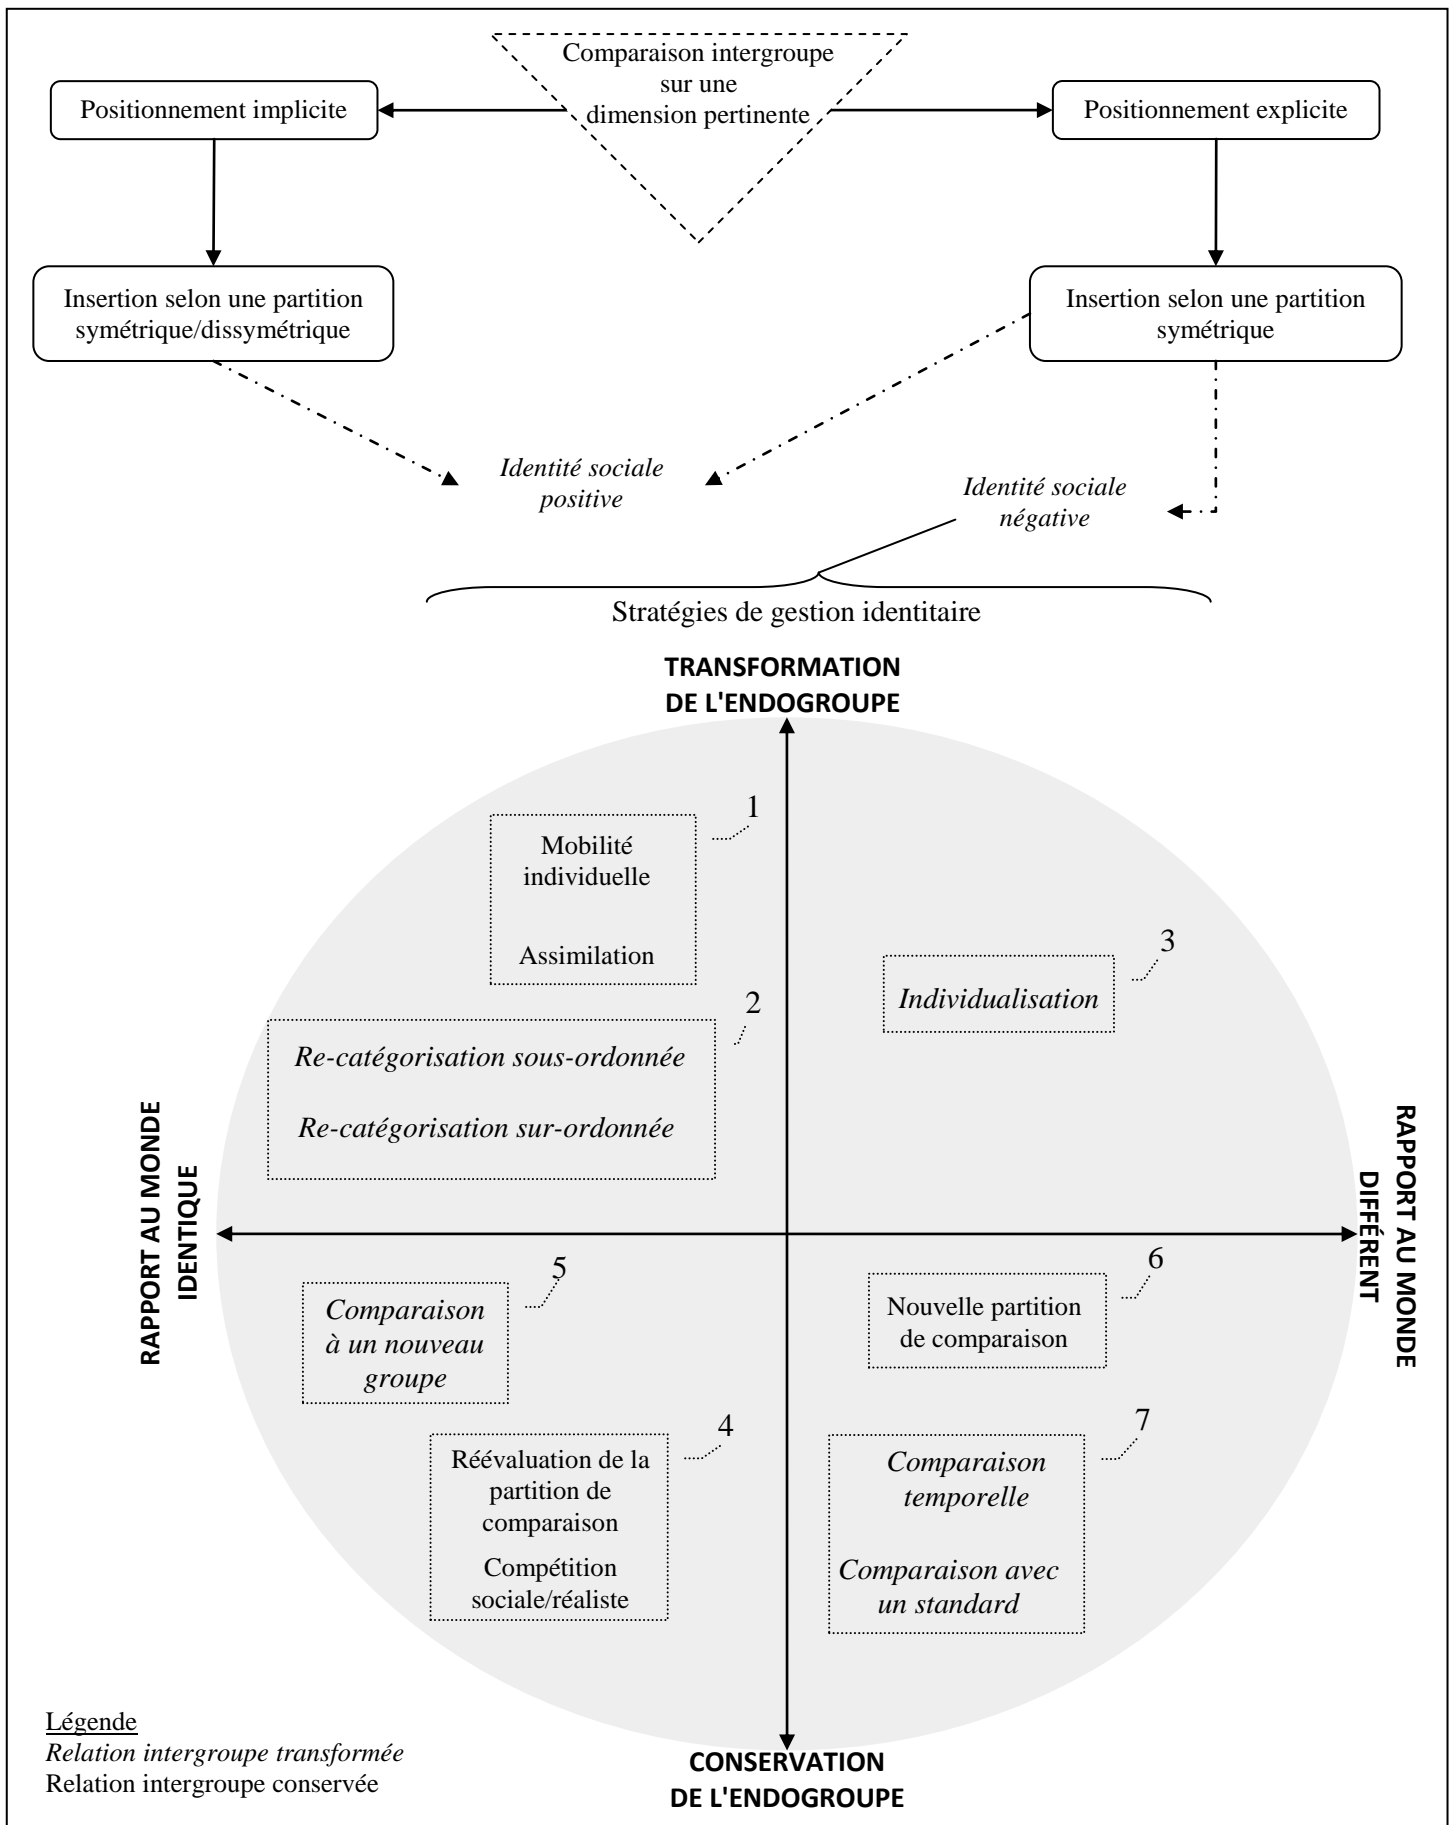 Comparaison intergroupe
sur une
dimension pertinente
Positionnement implicite
Positionnement explicite
Insertion selon une partition
symétrique/dissymétrique
Insertion selon une partition
symétrique
Identité sociale
positive
Identité sociale
négative
Stratégies de gestion identitaire
TRANSFORMATION
DE L'ENDOGROUPE
1
Mobilité
individuelle
Assimilation
3
Individualisation
2
Re-catégorisation sous-ordonnée
Re-catégorisation sur-ordonnée
RAPPORT AU MONDE
IDENTIQUE
RAPPORT AU MONDE
DIFFÉRENT
5
Comparaison
à un nouveau
groupe
6
Nouvelle partition
de comparaison
4
Réévaluation de la
partition de
comparaison
Compétition
sociale/réaliste
7
Comparaison
temporelle
Comparaison avec
un standard
Légende
Relation intergroupe transformée
Relation intergroupe conservée
CONSERVATION
DE L'ENDOGROUPE